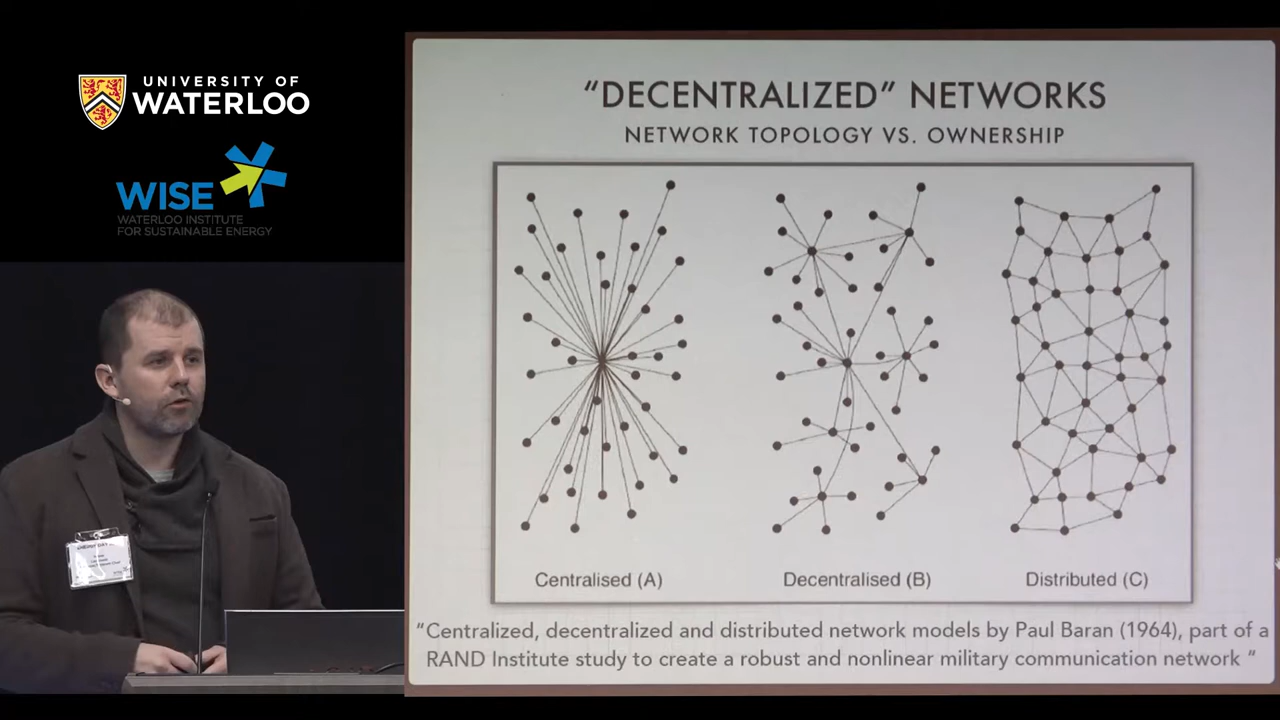 UNIVERSITY OF
WATERLOO
WISE
WATERLOO INSTITUTE
FOR SUSTAINABLE ENERGY
“DECENTRALIZED” NETWORKS
NETWORK TOPOLOGY VS. OWNERSHIP
Centralised (A)
Decentralised (B)
Distributed (C)
“Centralized, decentralized and distributed network models by Paul Baran (1964), part of a
RAND Institute study to create a robust and nonlinear military communication network ”